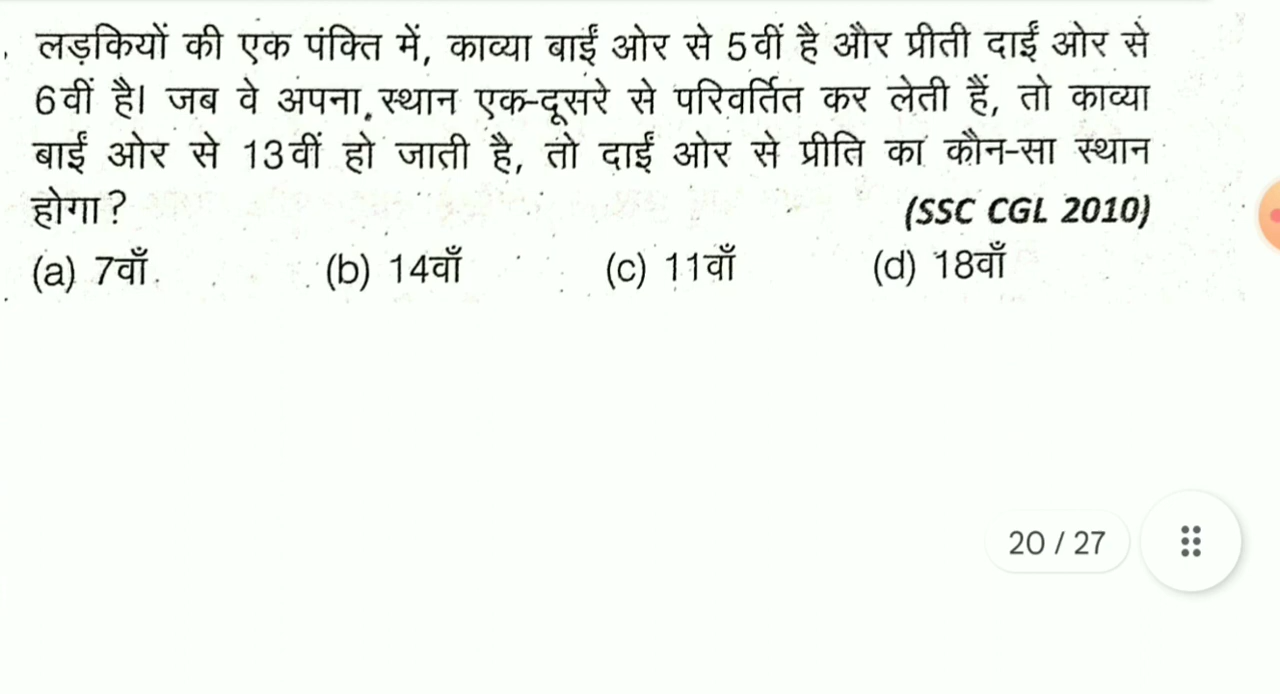 लड़कियों की एक पंक्ति में, काव्या बाईं ओर से 5वीं है और प्रीती दाईं ओर से
6वीं है। जब वे अपना स्थान एक-दूसरे से परिवर्तित कर लेती हैं, तो काव्या
बाईं ओर से 13वीं हो जाती है, तो दाईं ओर से प्रीति का कौन-सा स्थान
होगा? (SSC CGL 2010)
(a) 7वाँ (b) 14वाँ (c) 11वाँ (d) 18वाँ
20 / 27